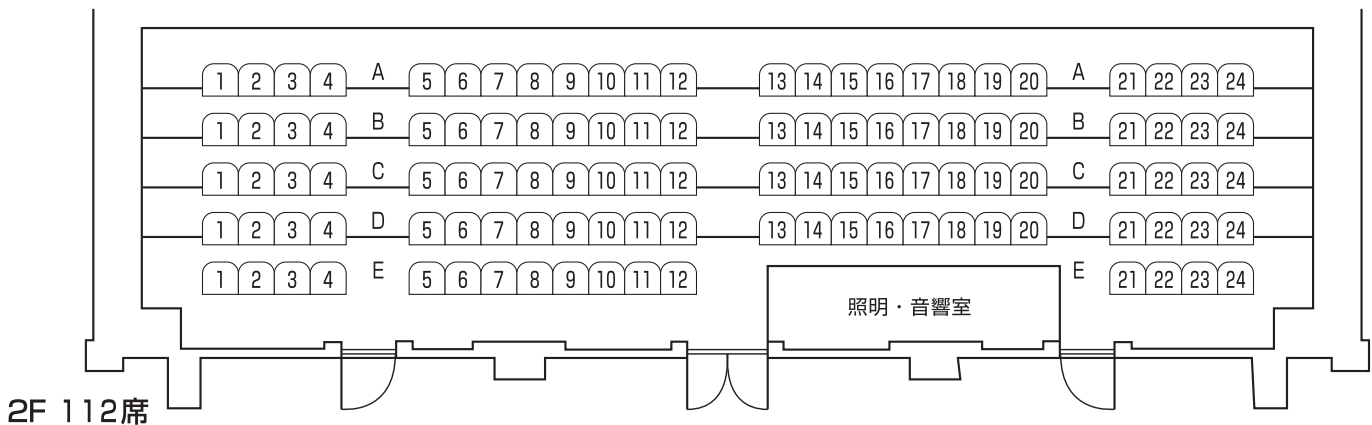 1 2 3 4 A 5 6 7 8 9 10 11 12 13 14 15 16 17 18 19 20 A 21 22 23 24
1 2 3 4 B 5 6 7 8 9 10 11 12 13 14 15 16 17 18 19 20 B 21 22 23 24
1 2 3 4 C 5 6 7 8 9 10 11 12 13 14 15 16 17 18 19 20 C 21 22 23 24
1 2 3 4 D 5 6 7 8 9 10 11 12 13 14 15 16 17 18 19 20 D 21 22 23 24
1 2 3 4 E 5 6 7 8 9 10 11 12 E 21 22 23 24
照明・音響室
2F 112席